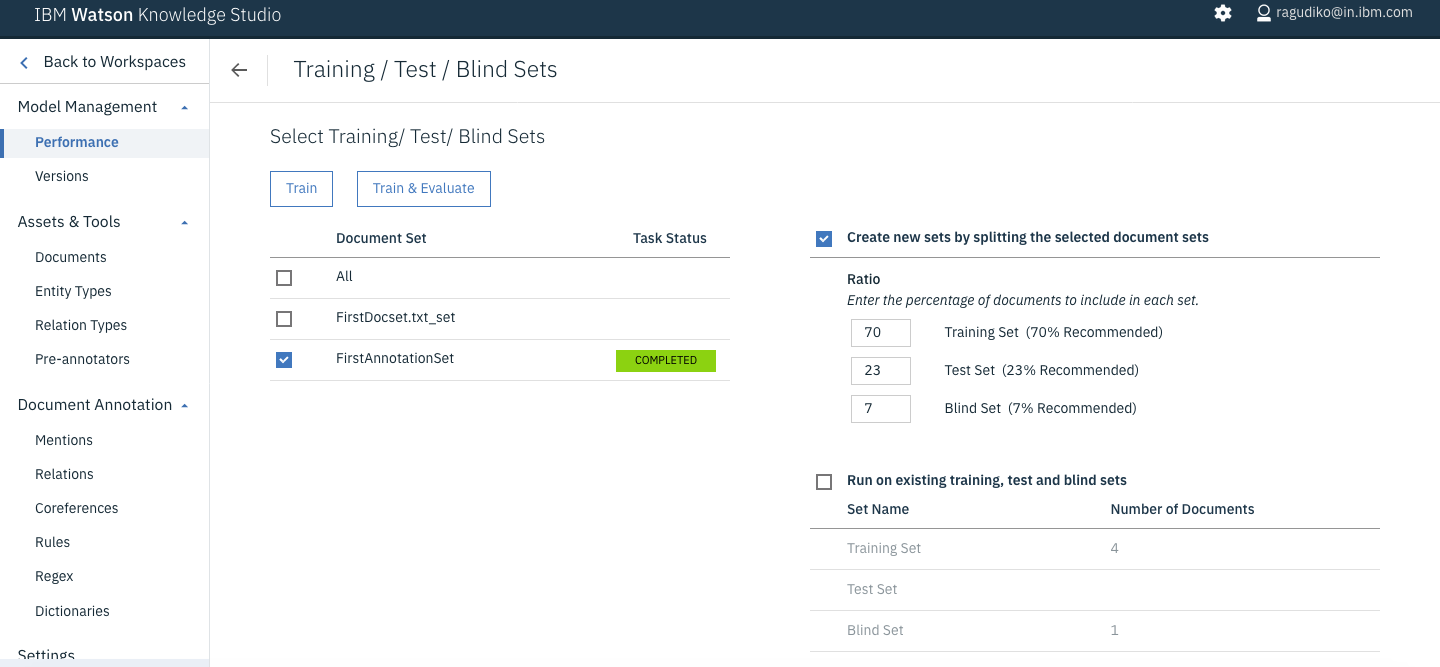 IBM Watson Knowledge Studio
ragudiko@in.ibm.com
Back to Workspaces
Model Management
Performance
Versions
Assets & Tools
Documents
Entity Types
Relation Types
Pre-annotators
Document Annotation
Mentions
Relations
Coreferences
Rules
Regex
Dictionaries
Settings
Training / Test / Blind Sets
Select Training/ Test/ Blind Sets
Train
Train & Evaluate
Document Set Task Status
All
FirstDocset.txt_set
FirstAnnotationSet COMPLETED
Create new sets by splitting the selected document sets
Ratio
Enter the percentage of documents to include in each set.
70 Training Set (70% Recommended)
23 Test Set (23% Recommended)
7 Blind Set (7% Recommended)
Run on existing training, test and blind sets
Set Name Number of Documents
Training Set 4
Test Set
Blind Set 1